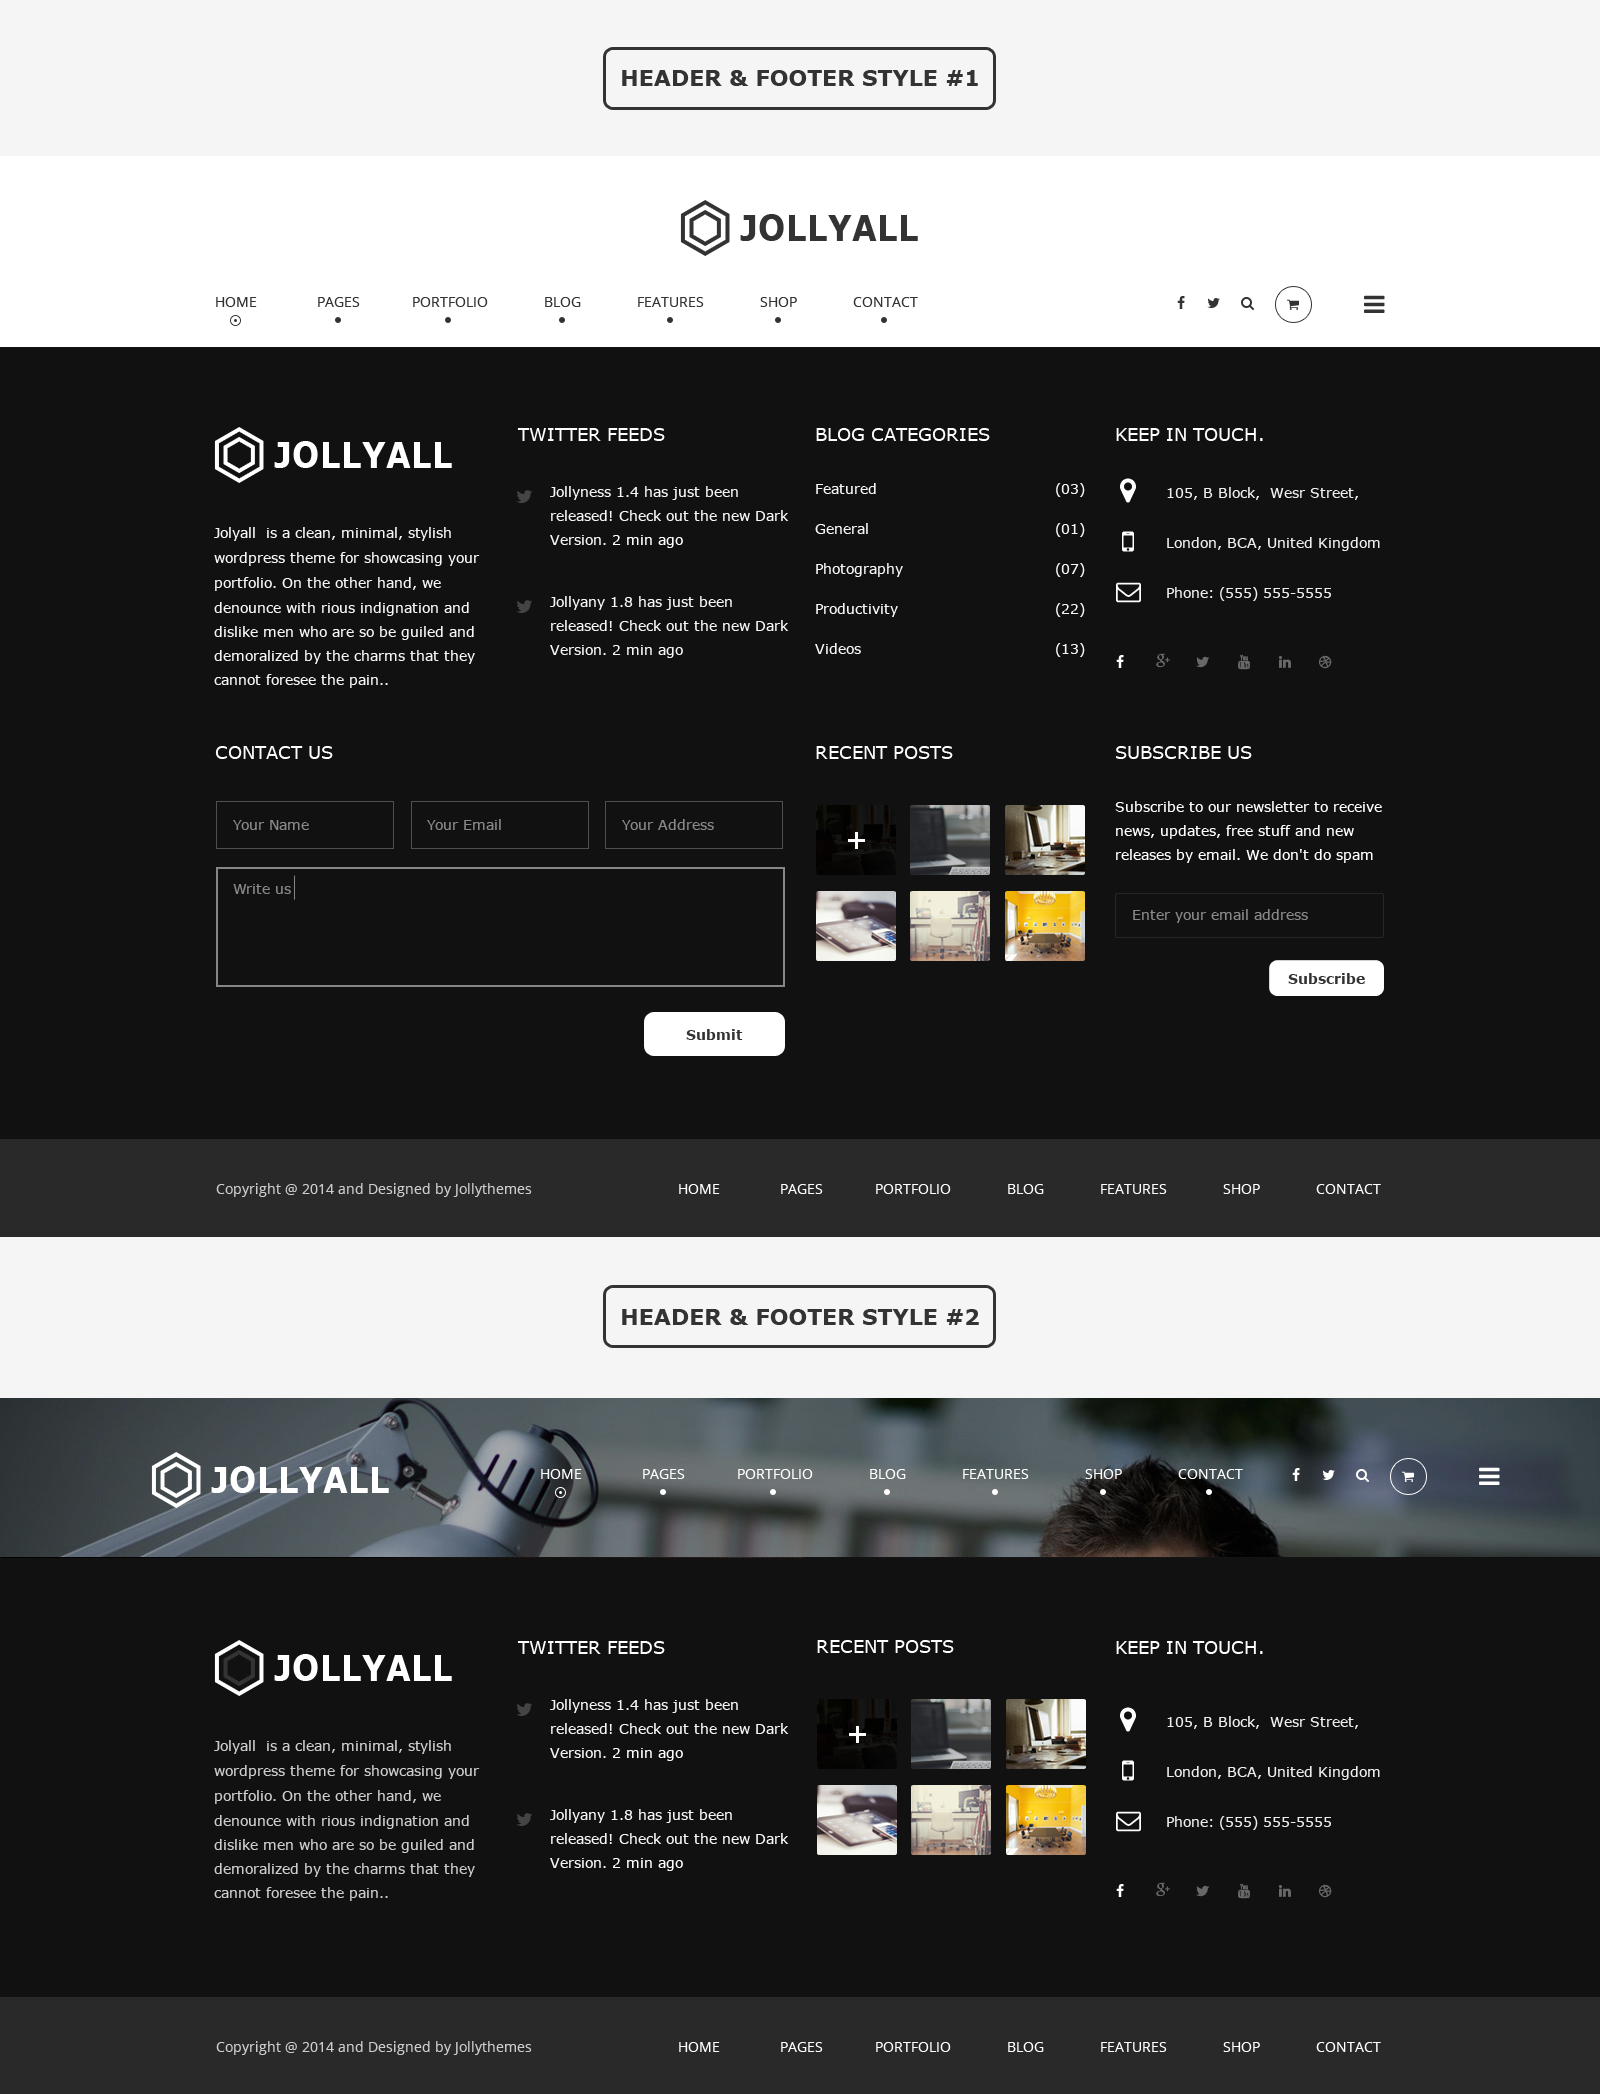 HEADER & FOOTER STYLE #1
JOLLYALL
HOME PAGES PORTFOLIO BLOG FEATURES SHOP CONTACT
JOLLYALL
Jolyall  is a clean, minimal, stylish
wordpress theme for showcasing your
portfolio. On the other hand, we
denounce with rious indignation and
dislike men who are so be guiled and
demoralized by the charms that they
cannot foresee the pain..
TWITTER FEEDS
Jollyness 1.4 has just been
released! Check out the new Dark
Version. 2 min ago
Jollyany 1.8 has just been
released! Check out the new Dark
Version. 2 min ago
BLOG CATEGORIES
Featured (03)
General (01)
Photography (07)
Productivity (22)
Videos (13)
KEEP IN TOUCH.
105, B Block,  Wesr Street,
London, BCA, United Kingdom
Phone: (555) 555-5555
CONTACT US
Your Name Your Email Your Address
Write us
Submit
RECENT POSTS
SUBSCRIBE US
Subscribe to our newsletter to receive
news, updates, free stuff and new
releases by email. We don't do spam
Enter your email address
Subscribe
Copyright @ 2014 and Designed by Jollythemes HOME PAGES PORTFOLIO BLOG FEATURES SHOP CONTACT
HEADER & FOOTER STYLE #2
JOLLYALL HOME PAGES PORTFOLIO BLOG FEATURES SHOP CONTACT
JOLLYALL
Jolyall  is a clean, minimal, stylish
wordpress theme for showcasing your
portfolio. On the other hand, we
denounce with rious indignation and
dislike men who are so be guiled and
demoralized by the charms that they
cannot foresee the pain..
TWITTER FEEDS
Jollyness 1.4 has just been
released! Check out the new Dark
Version. 2 min ago
Jollyany 1.8 has just been
released! Check out the new Dark
Version. 2 min ago
RECENT POSTS
KEEP IN TOUCH.
105, B Block,  Wesr Street,
London, BCA, United Kingdom
Phone: (555) 555-5555
Copyright @ 2014 and Designed by Jollythemes HOME PAGES PORTFOLIO BLOG FEATURES SHOP CONTACT